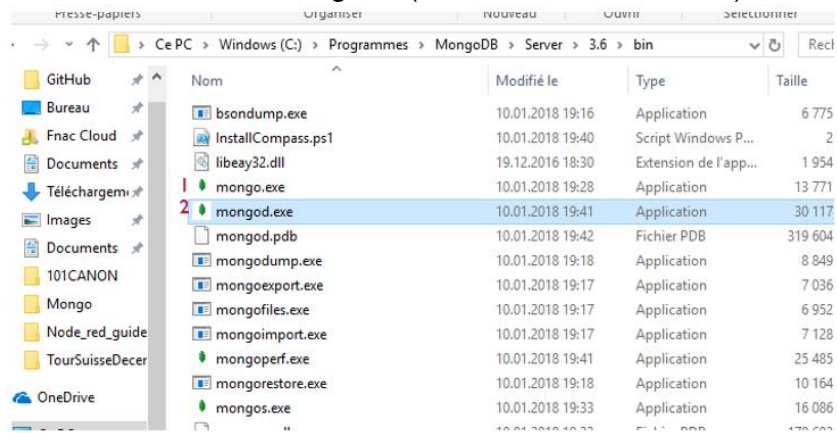 Presse-papiers Organiser Nouveau Ouvrir Sélectionner
Ce PC > Windows (C:) > Programmes > MongoDB > Server > 3.6 > bin
GitHub Nom Modifié le Type Taille
Bureau bsondump.exe 10.01.2018 19:16 Application 6 775
Fnac Cloud InstallCompass.ps1 10.01.2018 19:40 Script Windows P... 2
Documents libeay32.dll 19.12.2016 18:30 Extension de l'app... 1 954
Téléchargem 1 mongo.exe 10.01.2018 19:28 Application 13 771
Images 2 mongod.exe 10.01.2018 19:41 Application 30 117
Documents mongod.pdb 10.01.2018 19:42 Fichier PDB 319 604
101CANON mongodump.exe 10.01.2018 19:18 Application 8 849
Mongo mongoexport.exe 10.01.2018 19:17 Application 7 036
Node_red_guide mongofiles.exe 10.01.2018 19:17 Application 6 952
TourSuisseDecer mongoimport.exe 10.01.2018 19:17 Application 7 128
mongoperf.exe 10.01.2018 19:41 Application 25 485
OneDrive mongorestore.exe 10.01.2018 19:18 Application 10 164
mongos.exe 10.01.2018 19:33 Application 16 086